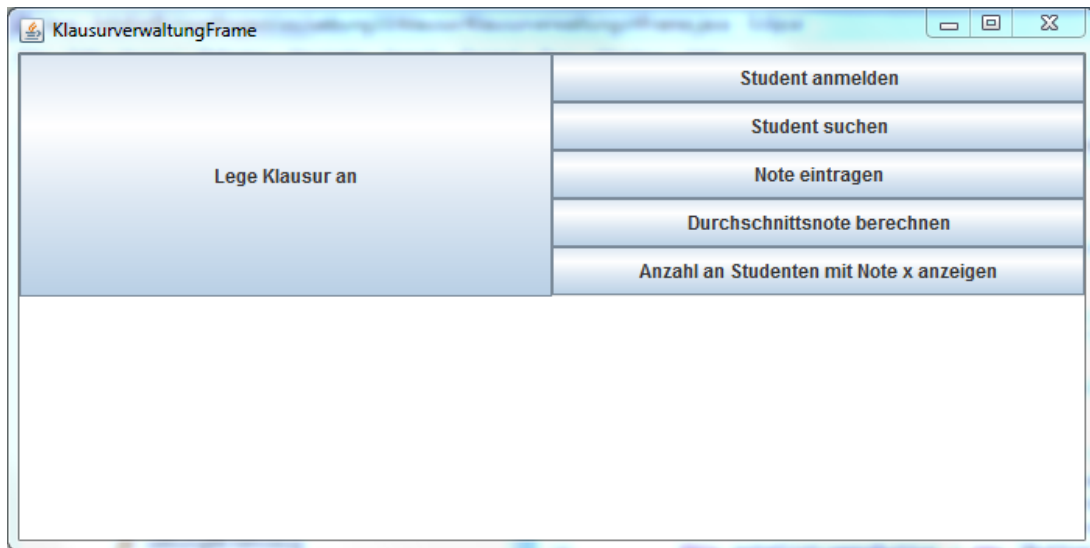 KlausurverwaltungFrame
Lege Klausur an
Student anmelden
Student suchen
Note eintragen
Durchschnittsnote berechnen
Anzahl an Studenten mit Note x anzeigen